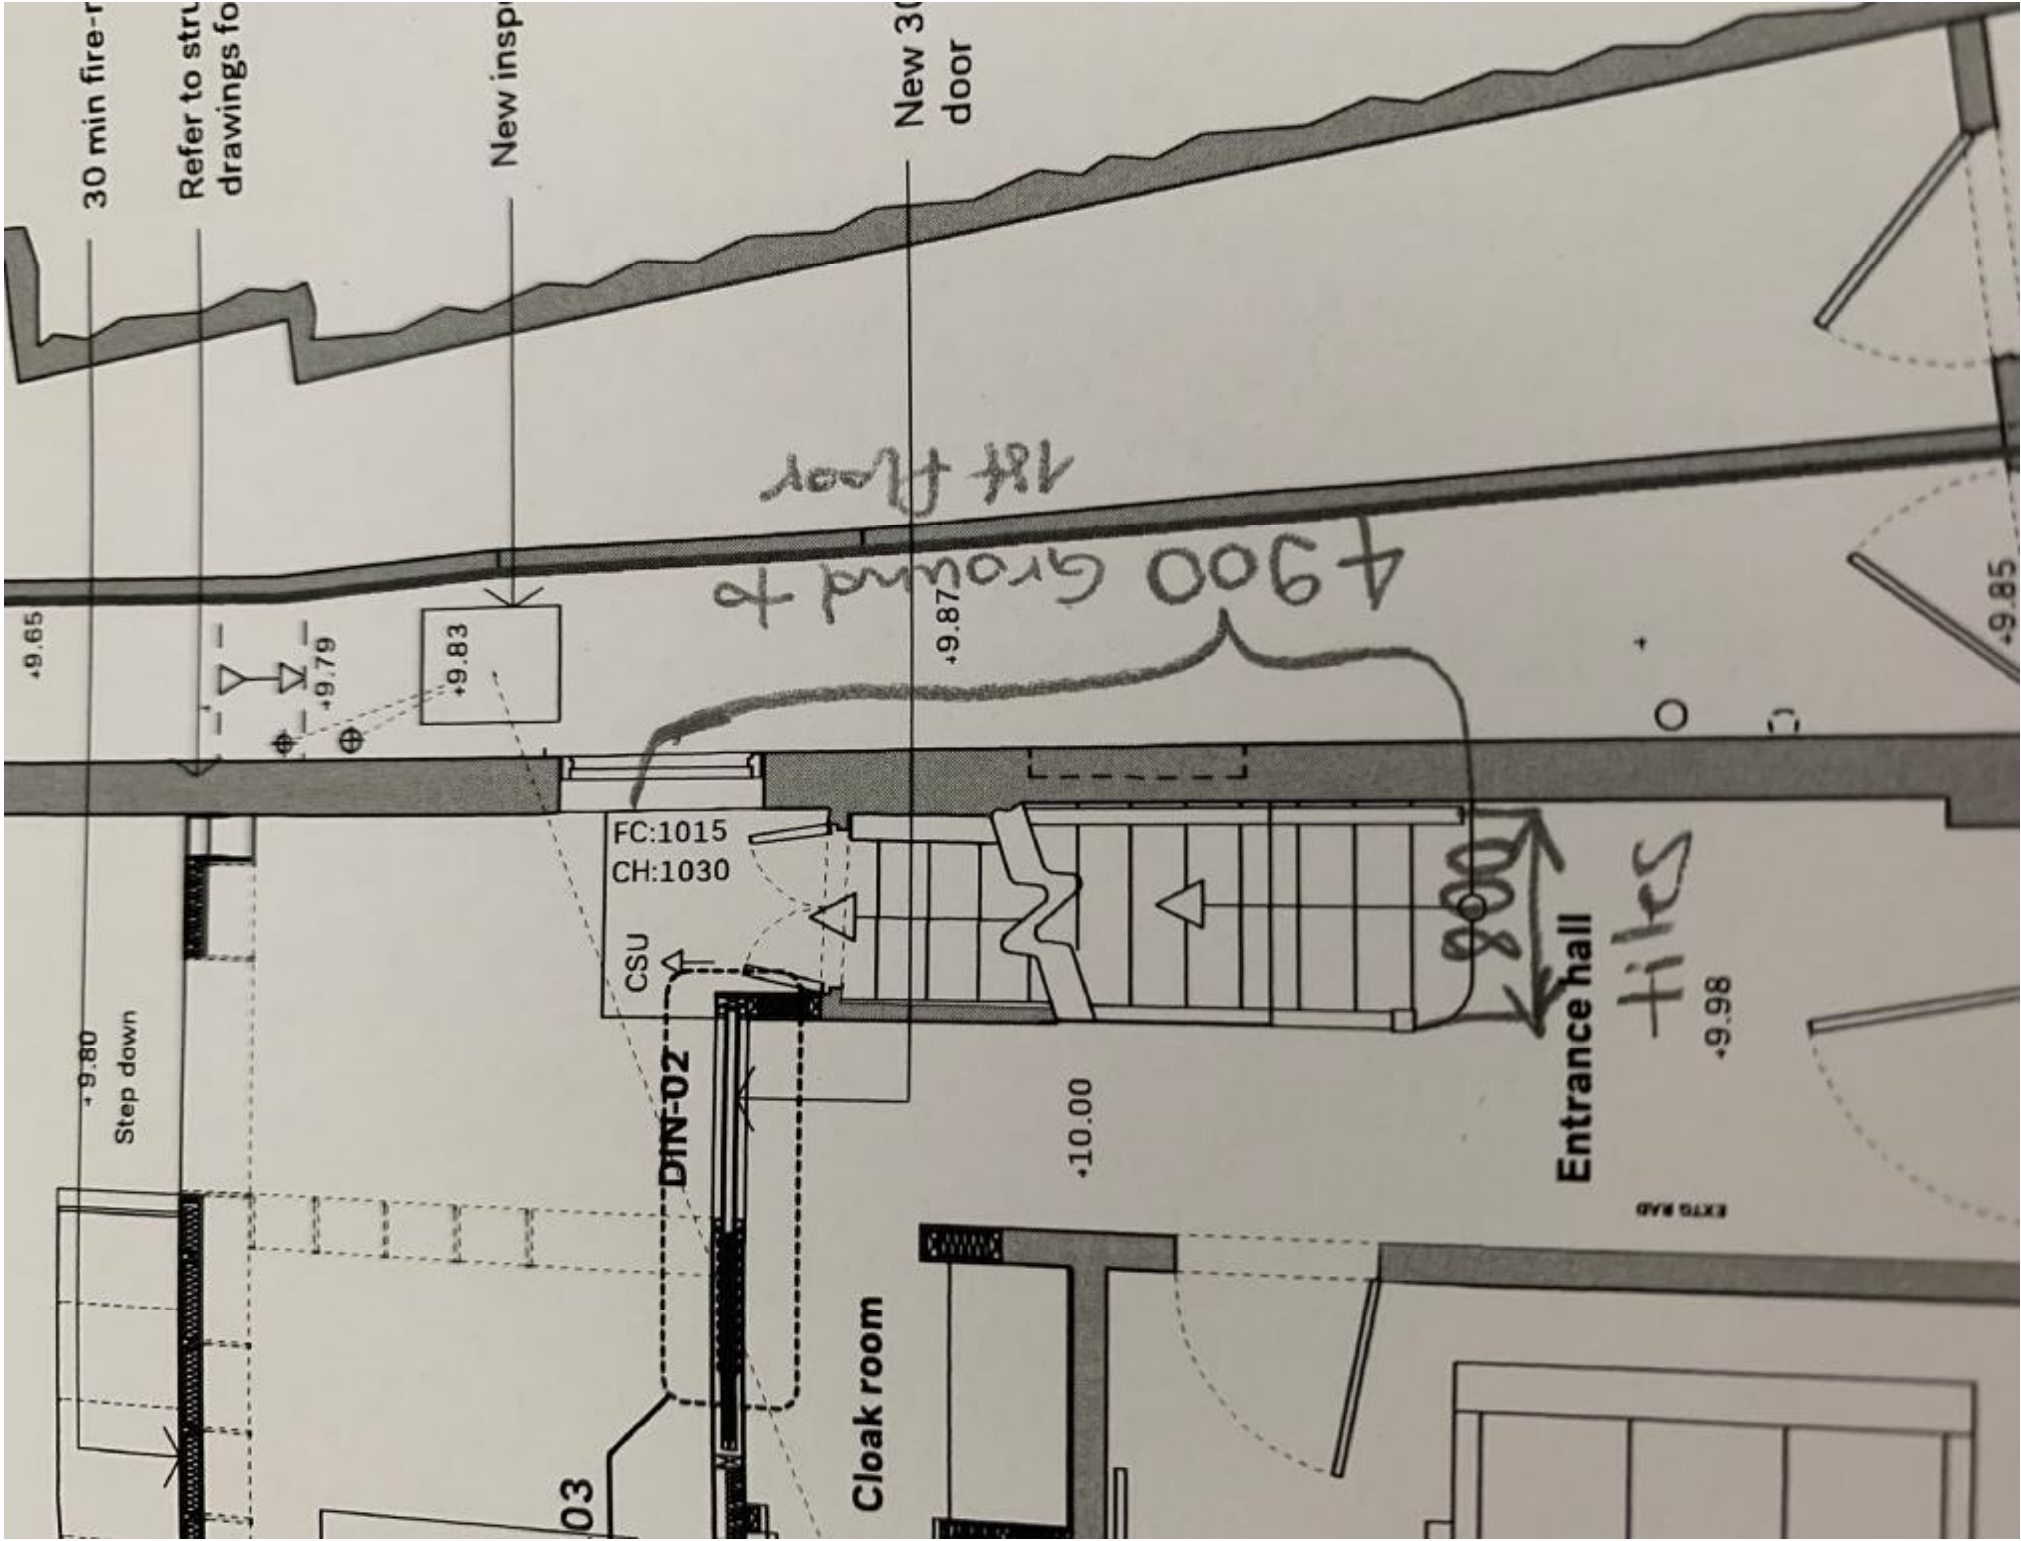 30 min fire-r
Refer to stru
drawings fo
New insp
New 30
door
1st floor
4900 Ground to
+9.65
+9.79
+9.83
+9.87
+9.85
FC:1015
CH:1030
CSU
800
Entrance hall
tiles
+9.98
+9.80
Step down
DIN-02
+10.00
EXTG RAD
Cloak room
03